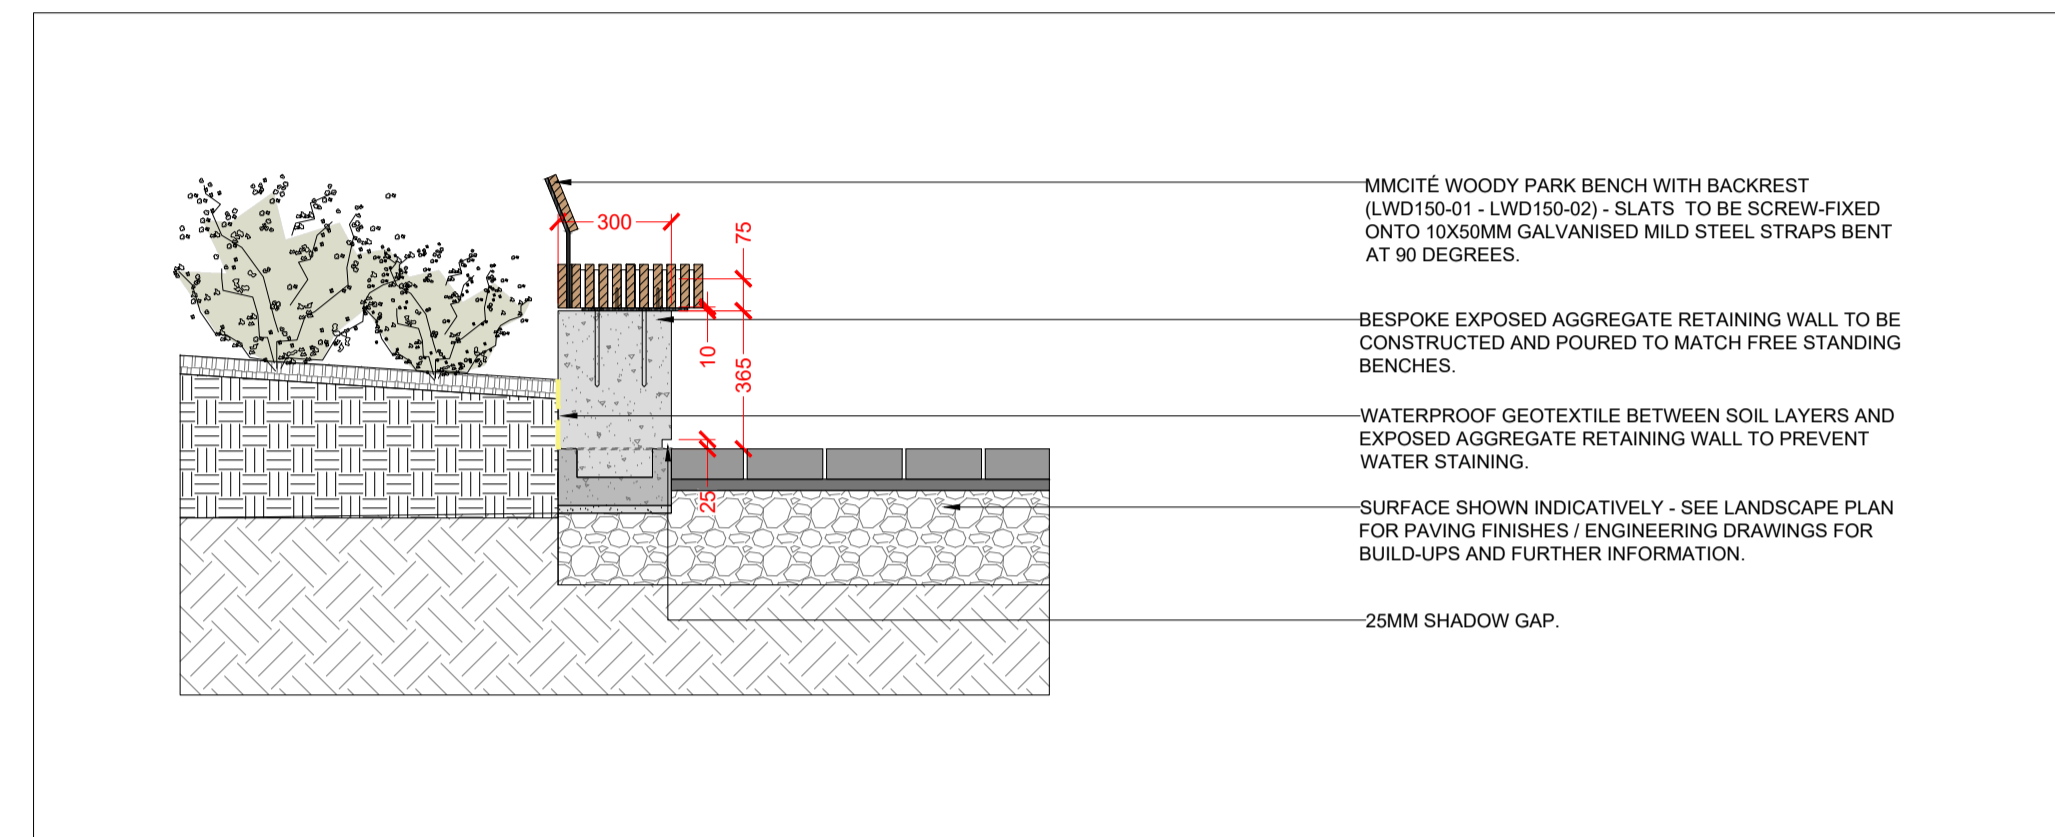 MMCITÉ WOODY PARK BENCH WITH BACKREST
(LWD150-01 - LWD150-02) - SLATS TO BE SCREW-FIXED
ONTO 10X50MM GALVANISED MILD STEEL STRAPS BENT
AT 90 DEGREES.
300
75
BESPOKE EXPOSED AGGREGATE RETAINING WALL TO BE
CONSTRUCTED AND POURED TO MATCH FREE STANDING
BENCHES.
10
365
WATERPROOF GEOTEXTILE BETWEEN SOIL LAYERS AND
EXPOSED AGGREGATE RETAINING WALL TO PREVENT
WATER STAINING.
25
SURFACE SHOWN INDICATIVELY - SEE LANDSCAPE PLAN
FOR PAVING FINISHES / ENGINEERING DRAWINGS FOR
BUILD-UPS AND FURTHER INFORMATION.
25MM SHADOW GAP.